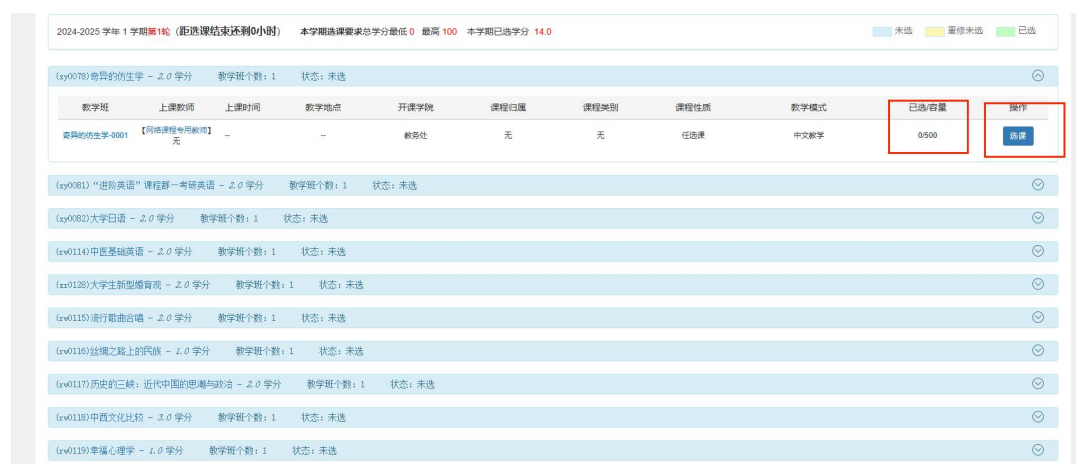 2024-2025 学年 1 学期第1轮（距选课结束还剩0小时） 本学期选课要求总学分最低 0 最高 100 本学期已选学分 14.0 未选 重修未选 已选
(zy0078)奇异的仿生学 - 2.0 学分 教学班个数：1 状态：未选
教学班 上课教师 上课时间 教学地点 开课学院 课程归属 课程类别 课程性质 教学模式 已选/容量 操作
奇异的仿生学-0001 【网络课程专用教师】无 -- -- 教务处 无 无 任选课 中文教学 0/500 选课
(zy0081)“进阶英语”课程群—考研英语 - 2.0 学分 教学班个数：1 状态：未选
(zy0082)大学日语 - 2.0 学分 教学班个数：1 状态：未选
(rw0114)中医基础英语 - 2.0 学分 教学班个数：1 状态：未选
(zr0128)大学生新型婚育观 - 2.0 学分 教学班个数：1 状态：未选
(rw0115)流行歌曲合唱 - 2.0 学分 教学班个数：1 状态：未选
(rw0116)丝绸之路上的民族 - 1.0 学分 教学班个数：1 状态：未选
(rw0117)历史的三峡：近代中国的思潮与政治 - 2.0 学分 教学班个数：1 状态：未选
(rw0118)中西文化比较 - 3.0 学分 教学班个数：1 状态：未选
(rw0119)幸福心理学 - 1.0 学分 教学班个数：1 状态：未选